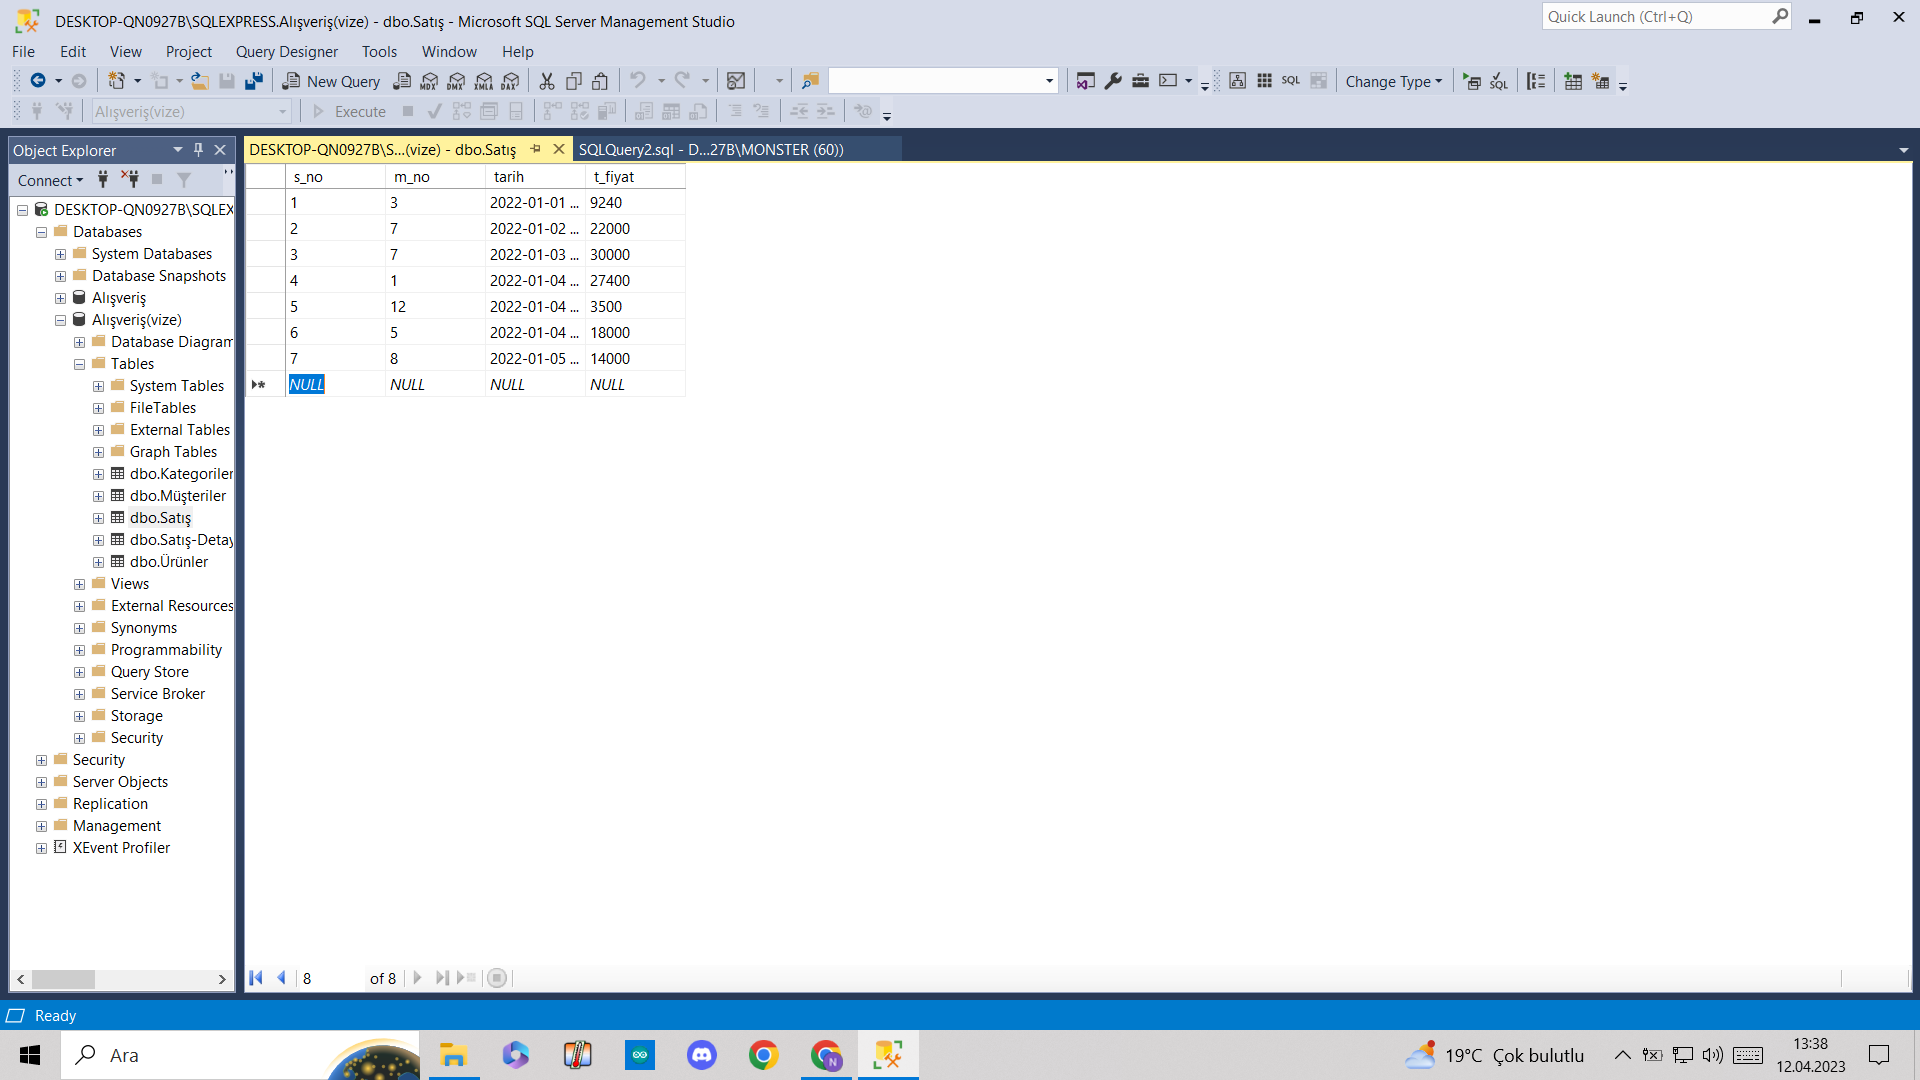 DESKTOP-QN0927B\SQLEXPRESS.Alışveriş(vize) - dbo.Satış - Microsoft SQL Server Management Studio
Quick Launch (Ctrl+Q)
File Edit View Project Query Designer Tools Window Help
New Query MDX DMX XMLA DAX SQL Change Type SQL
Alışveriş(vize) Execute
Object Explorer
DESKTOP-QN0927B\S...(vize) - dbo.Satış
SQLQuery2.sql - D...27B\MONSTER (60))
Connect
DESKTOP-QN0927B\SQLEX
Databases
System Databases
Database Snapshots
Alışveriş
Alışveriş(vize)
Database Diagram
Tables
System Tables
FileTables
External Tables
Graph Tables
dbo.Kategoriler
dbo.Müşteriler
dbo.Satış
dbo.Satış-Detay
dbo.Ürünler
Views
External Resources
Synonyms
Programmability
Query Store
Service Broker
Storage
Security
Security
Server Objects
Replication
Management
XEvent Profiler
s_no m_no tarih t_fiyat
1 3 2022-01-01 ... 9240
2 7 2022-01-02 ... 22000
3 7 2022-01-03 ... 30000
4 1 2022-01-04 ... 27400
5 12 2022-01-04 ... 3500
6 5 2022-01-04 ... 18000
7 8 2022-01-05 ... 14000
NULL NULL NULL NULL
8 of 8
Ready
Ara
N
19°C Çok bulutlu
13:38
12.04.2023